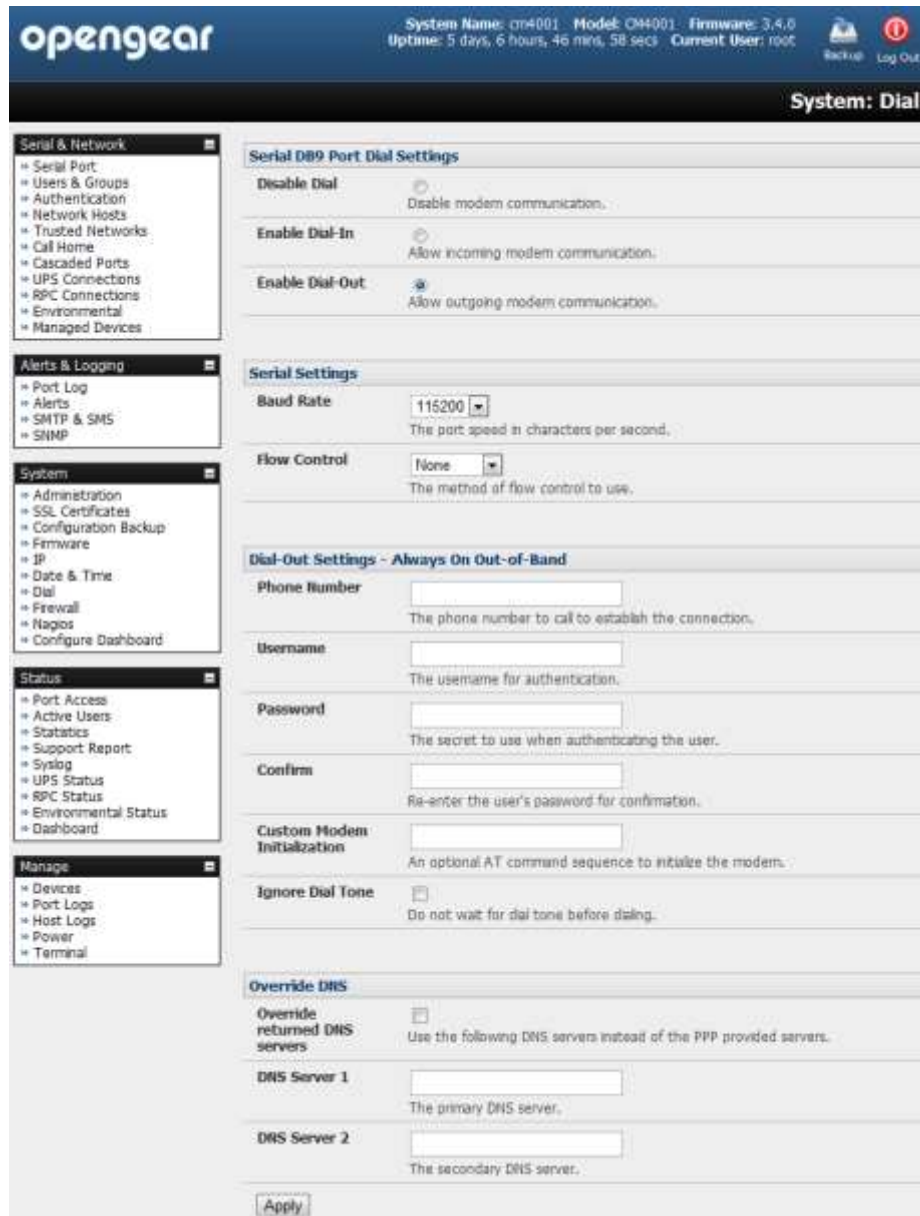 opengear
System Name: cm4001 Model: CM4001 Firmware: 3.4.0
Uptime: 5 days, 6 hours, 46 mins, 58 secs Current User: root
Backup
Log Out
System: Dial
Serial & Network
Serial Port
Users & Groups
Authentication
Network Hosts
Trusted Networks
Call Home
Cascaded Ports
UPS Connections
RPC Connections
Environmental
Managed Devices
Alerts & Logging
Port Log
Alerts
SMTP & SMS
SNMP
System
Administration
SSL Certificates
Configuration Backup
Firmware
IP
Date & Time
Dial
Firewall
Nagios
Configure Dashboard
Status
Port Access
Active Users
Statistics
Support Report
Syslog
UPS Status
RPC Status
Environmental Status
Dashboard
Manage
Devices
Port Logs
Host Logs
Power
Terminal
Serial DB9 Port Dial Settings
Disable Dial
Disable modem communication.
Enable Dial-In
Allow incoming modem communication.
Enable Dial-Out
Allow outgoing modem communication.
Serial Settings
Baud Rate
115200
The port speed in characters per second.
Flow Control
None
The method of flow control to use.
Dial-Out Settings - Always On Out-of-Band
Phone Number
The phone number to call to establish the connection.
Username
The username for authentication.
Password
The secret to use when authenticating the user.
Confirm
Re-enter the user's password for confirmation.
Custom Modem
Initialization
An optional AT command sequence to initialize the modem.
Ignore Dial Tone
Do not wait for dial tone before dialing.
Override DNS
Override
returned DNS
servers
Use the following DNS servers instead of the PPP provided servers.
DNS Server 1
The primary DNS server.
DNS Server 2
The secondary DNS server.
Apply